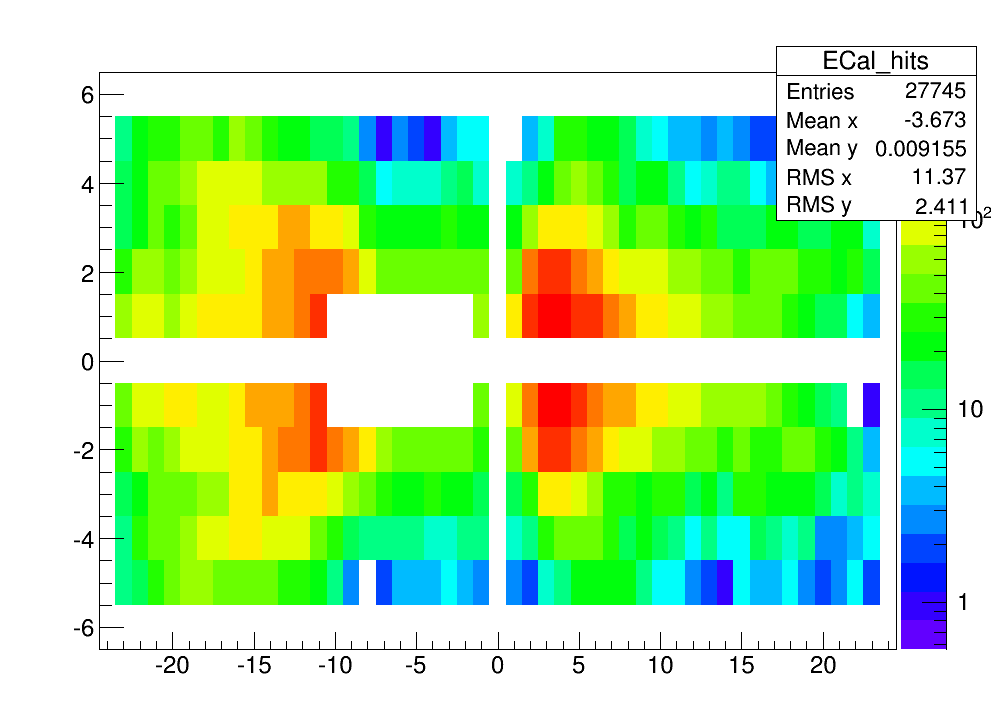 ECal_hits
Entries 27745
Mean x -3.673
Mean y 0.009155
RMS x 11.37
RMS y 2.411
6
4
2
0
-2
-4
-6
-20 -15 -10 -5 0 5 10 15 20
10²
10
1